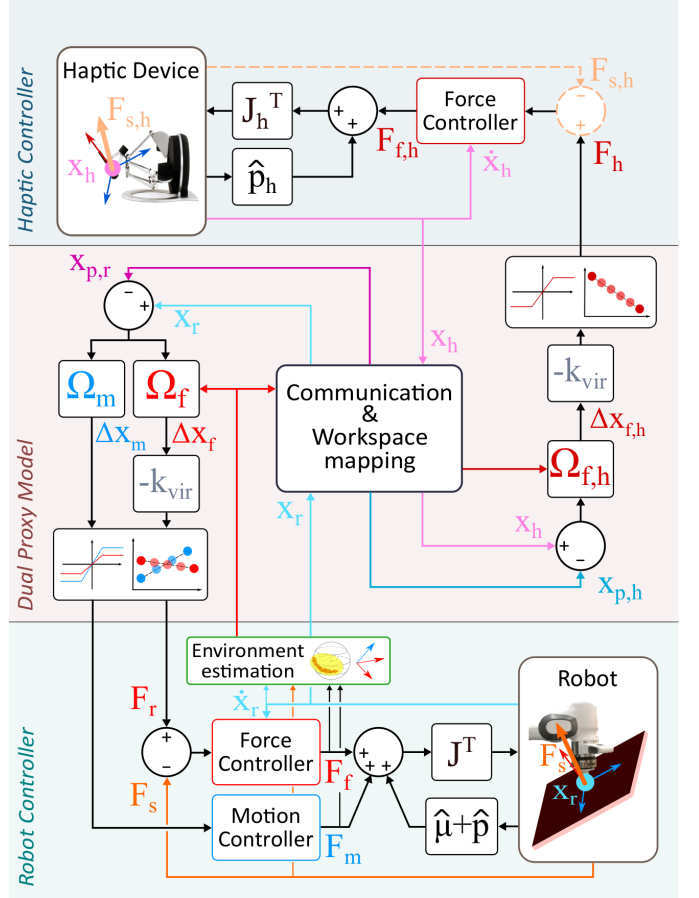 Haptic Controller
Haptic Device
F_s,h
x_h
J_h^T
p̂_h
+
+
F_f,h
Force
Controller
ẋ_h
−
+
F_s,h
F_h
Dual Proxy Model
x_p,r
−
+
x_r
Ω_m
Ω_f
Δx_m
Δx_f
-k_vir
Communication
&
Workspace
mapping
x_h
x_r
x_h
-k_vir
Δx_f,h
Ω_f,h
+
−
x_p,h
Robot Controller
Environment
estimation
ẋ_r
F_r
+
−
F_s
Force
Controller
F_f
Motion
Controller
F_m
+
+ +
J^T
μ̂+p̂
Robot
F_s
x_r